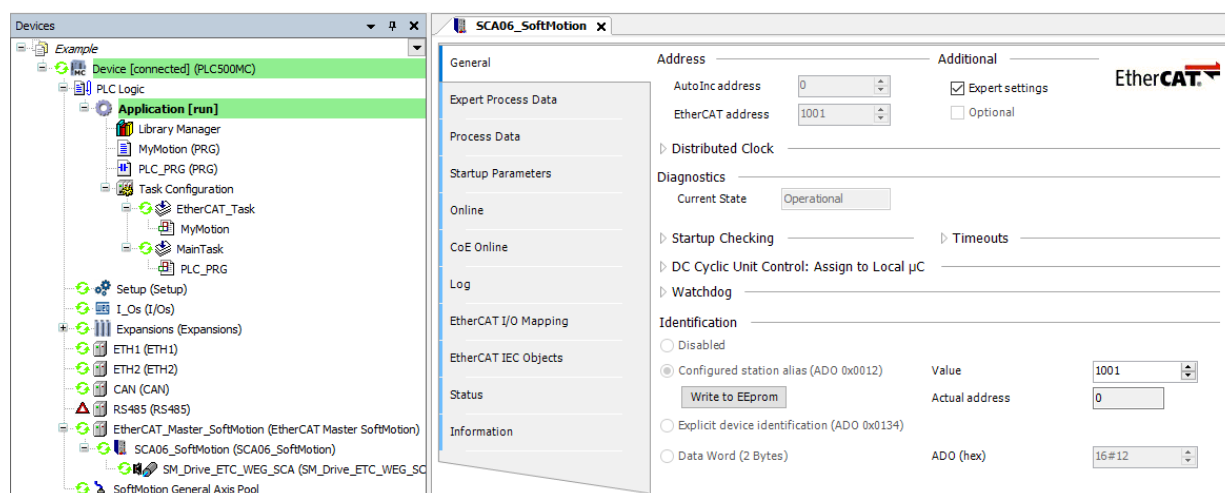 Devices
Example
Device [connected] (PLC500MC)
PLC Logic
Application [run]
Library Manager
MyMotion (PRG)
PLC_PRG (PRG)
Task Configuration
EtherCAT_Task
MyMotion
MainTask
PLC_PRG
Setup (Setup)
I_Os (I/Os)
Expansions (Expansions)
ETH1 (ETH1)
ETH2 (ETH2)
CAN (CAN)
RS485 (RS485)
EtherCAT_Master_SoftMotion (EtherCAT Master SoftMotion)
SCA06_SoftMotion (SCA06_SoftMotion)
SM_Drive_ETC_WEG_SCA (SM_Drive_ETC_WEG_SC
SoftMotion General Axis Pool
SCA06_SoftMotion
General
Expert Process Data
Process Data
Startup Parameters
Online
CoE Online
Log
EtherCAT I/O Mapping
EtherCAT IEC Objects
Status
Information
Address
AutoInc address 0
EtherCAT address 1001
Additional
Expert settings
Optional
EtherCAT.
Distributed Clock
Diagnostics
Current State Operational
Startup Checking Timeouts
DC Cyclic Unit Control: Assign to Local µC
Watchdog
Identification
Disabled
Configured station alias (ADO 0x0012) Value 1001
Write to EEprom Actual address 0
Explicit device identification (ADO 0x0134)
Data Word (2 Bytes) ADO (hex) 16#12